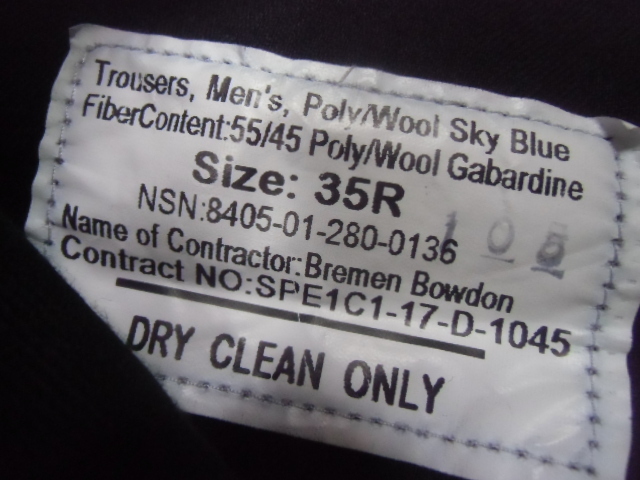 Trousers, Men's, Poly/Wool Sky Blue
FiberContent:55/45 Poly/Wool Gabardine
Size: 35R
NSN:8405-01-280-0136
Name of Contractor:Bremen Bowdon
Contract NO:SPE1C1-17-D-1045
DRY CLEAN ONLY